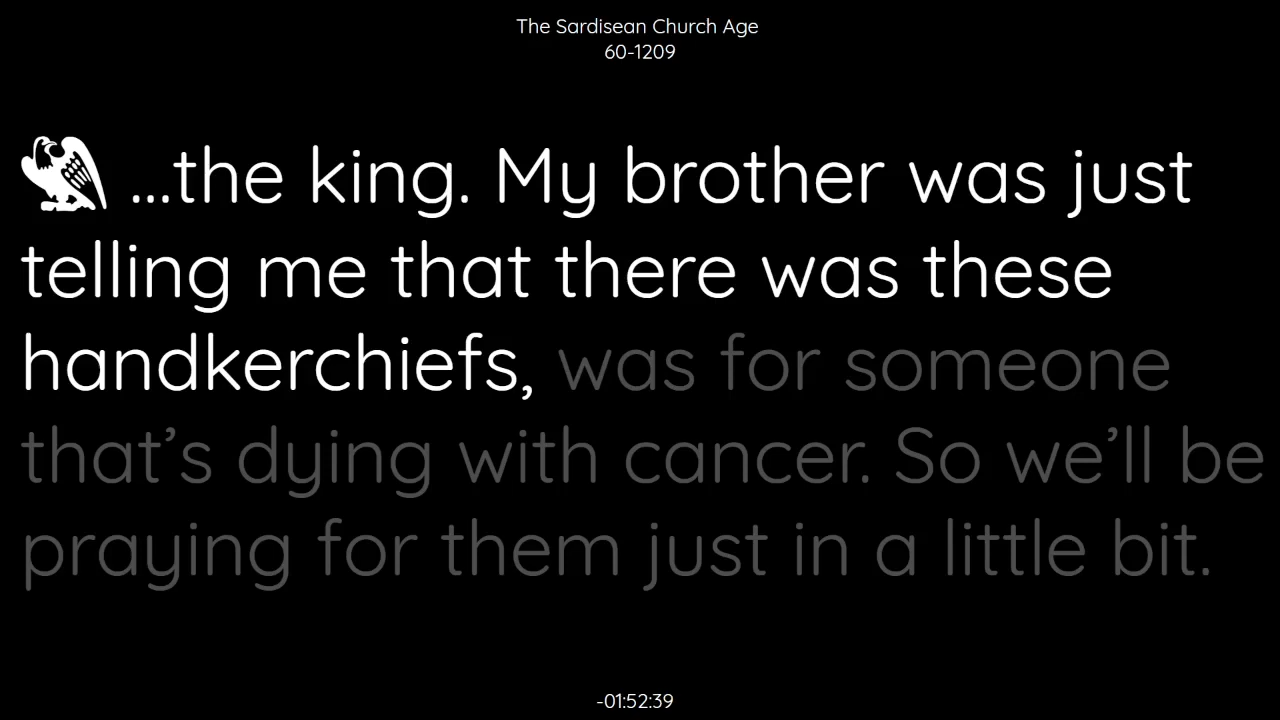 The Sardisean Church Age
60-1209
...the king. My brother was just
telling me that there was these
handkerchiefs, was for someone
that’s dying with cancer. So we’ll be
praying for them just in a little bit.
-01:52:39